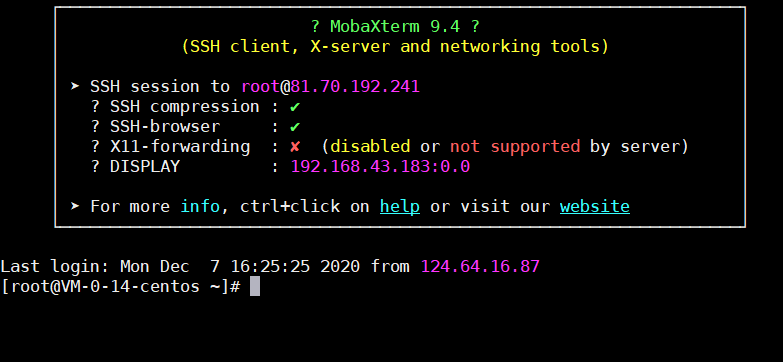 ? MobaXterm 9.4 ?
(SSH client, X-server and networking tools)
➤ SSH session to root@81.70.192.241
? SSH compression : ✔
? SSH-browser     : ✔
? X11-forwarding  : ✘  (disabled or not supported by server)
? DISPLAY         : 192.168.43.183:0.0
➤ For more info, ctrl+click on help or visit our website
Last login: Mon Dec  7 16:25:25 2020 from 124.64.16.87
[root@VM-0-14-centos ~]#